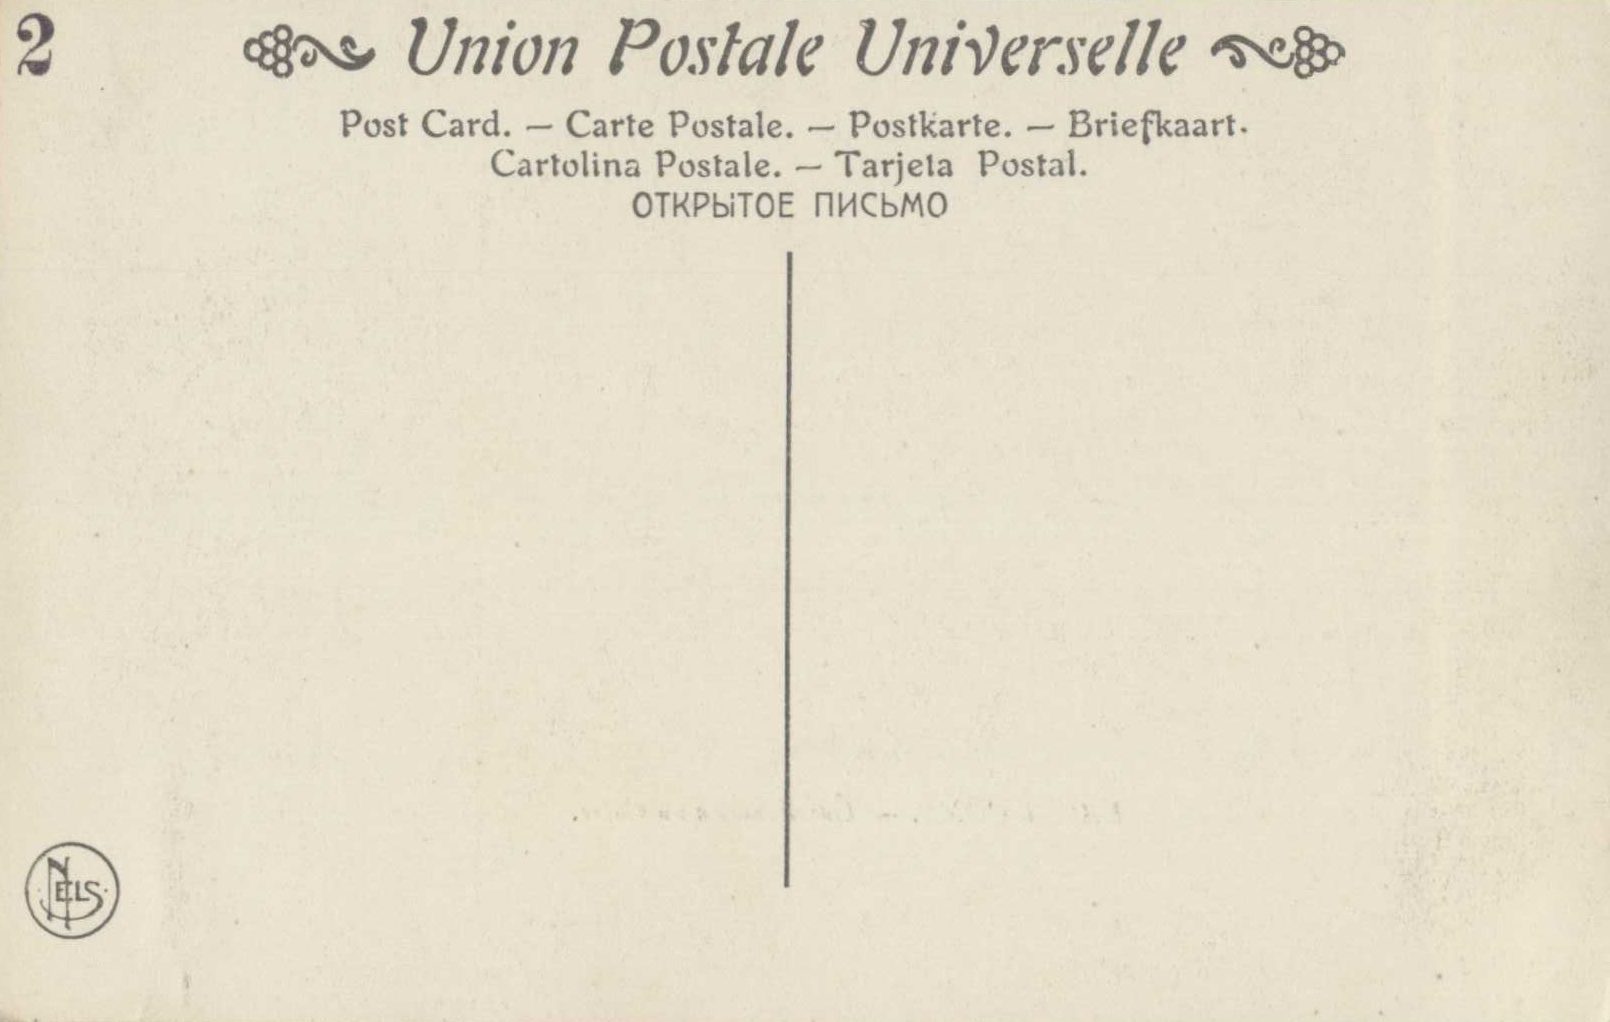 2
Union Postale Universelle
Post Card. — Carte Postale. — Postkarte. — Briefkaart.
Cartolina Postale. — Tarjeta Postal.
ОТКРЫТОЕ ПИСЬМО
NELS